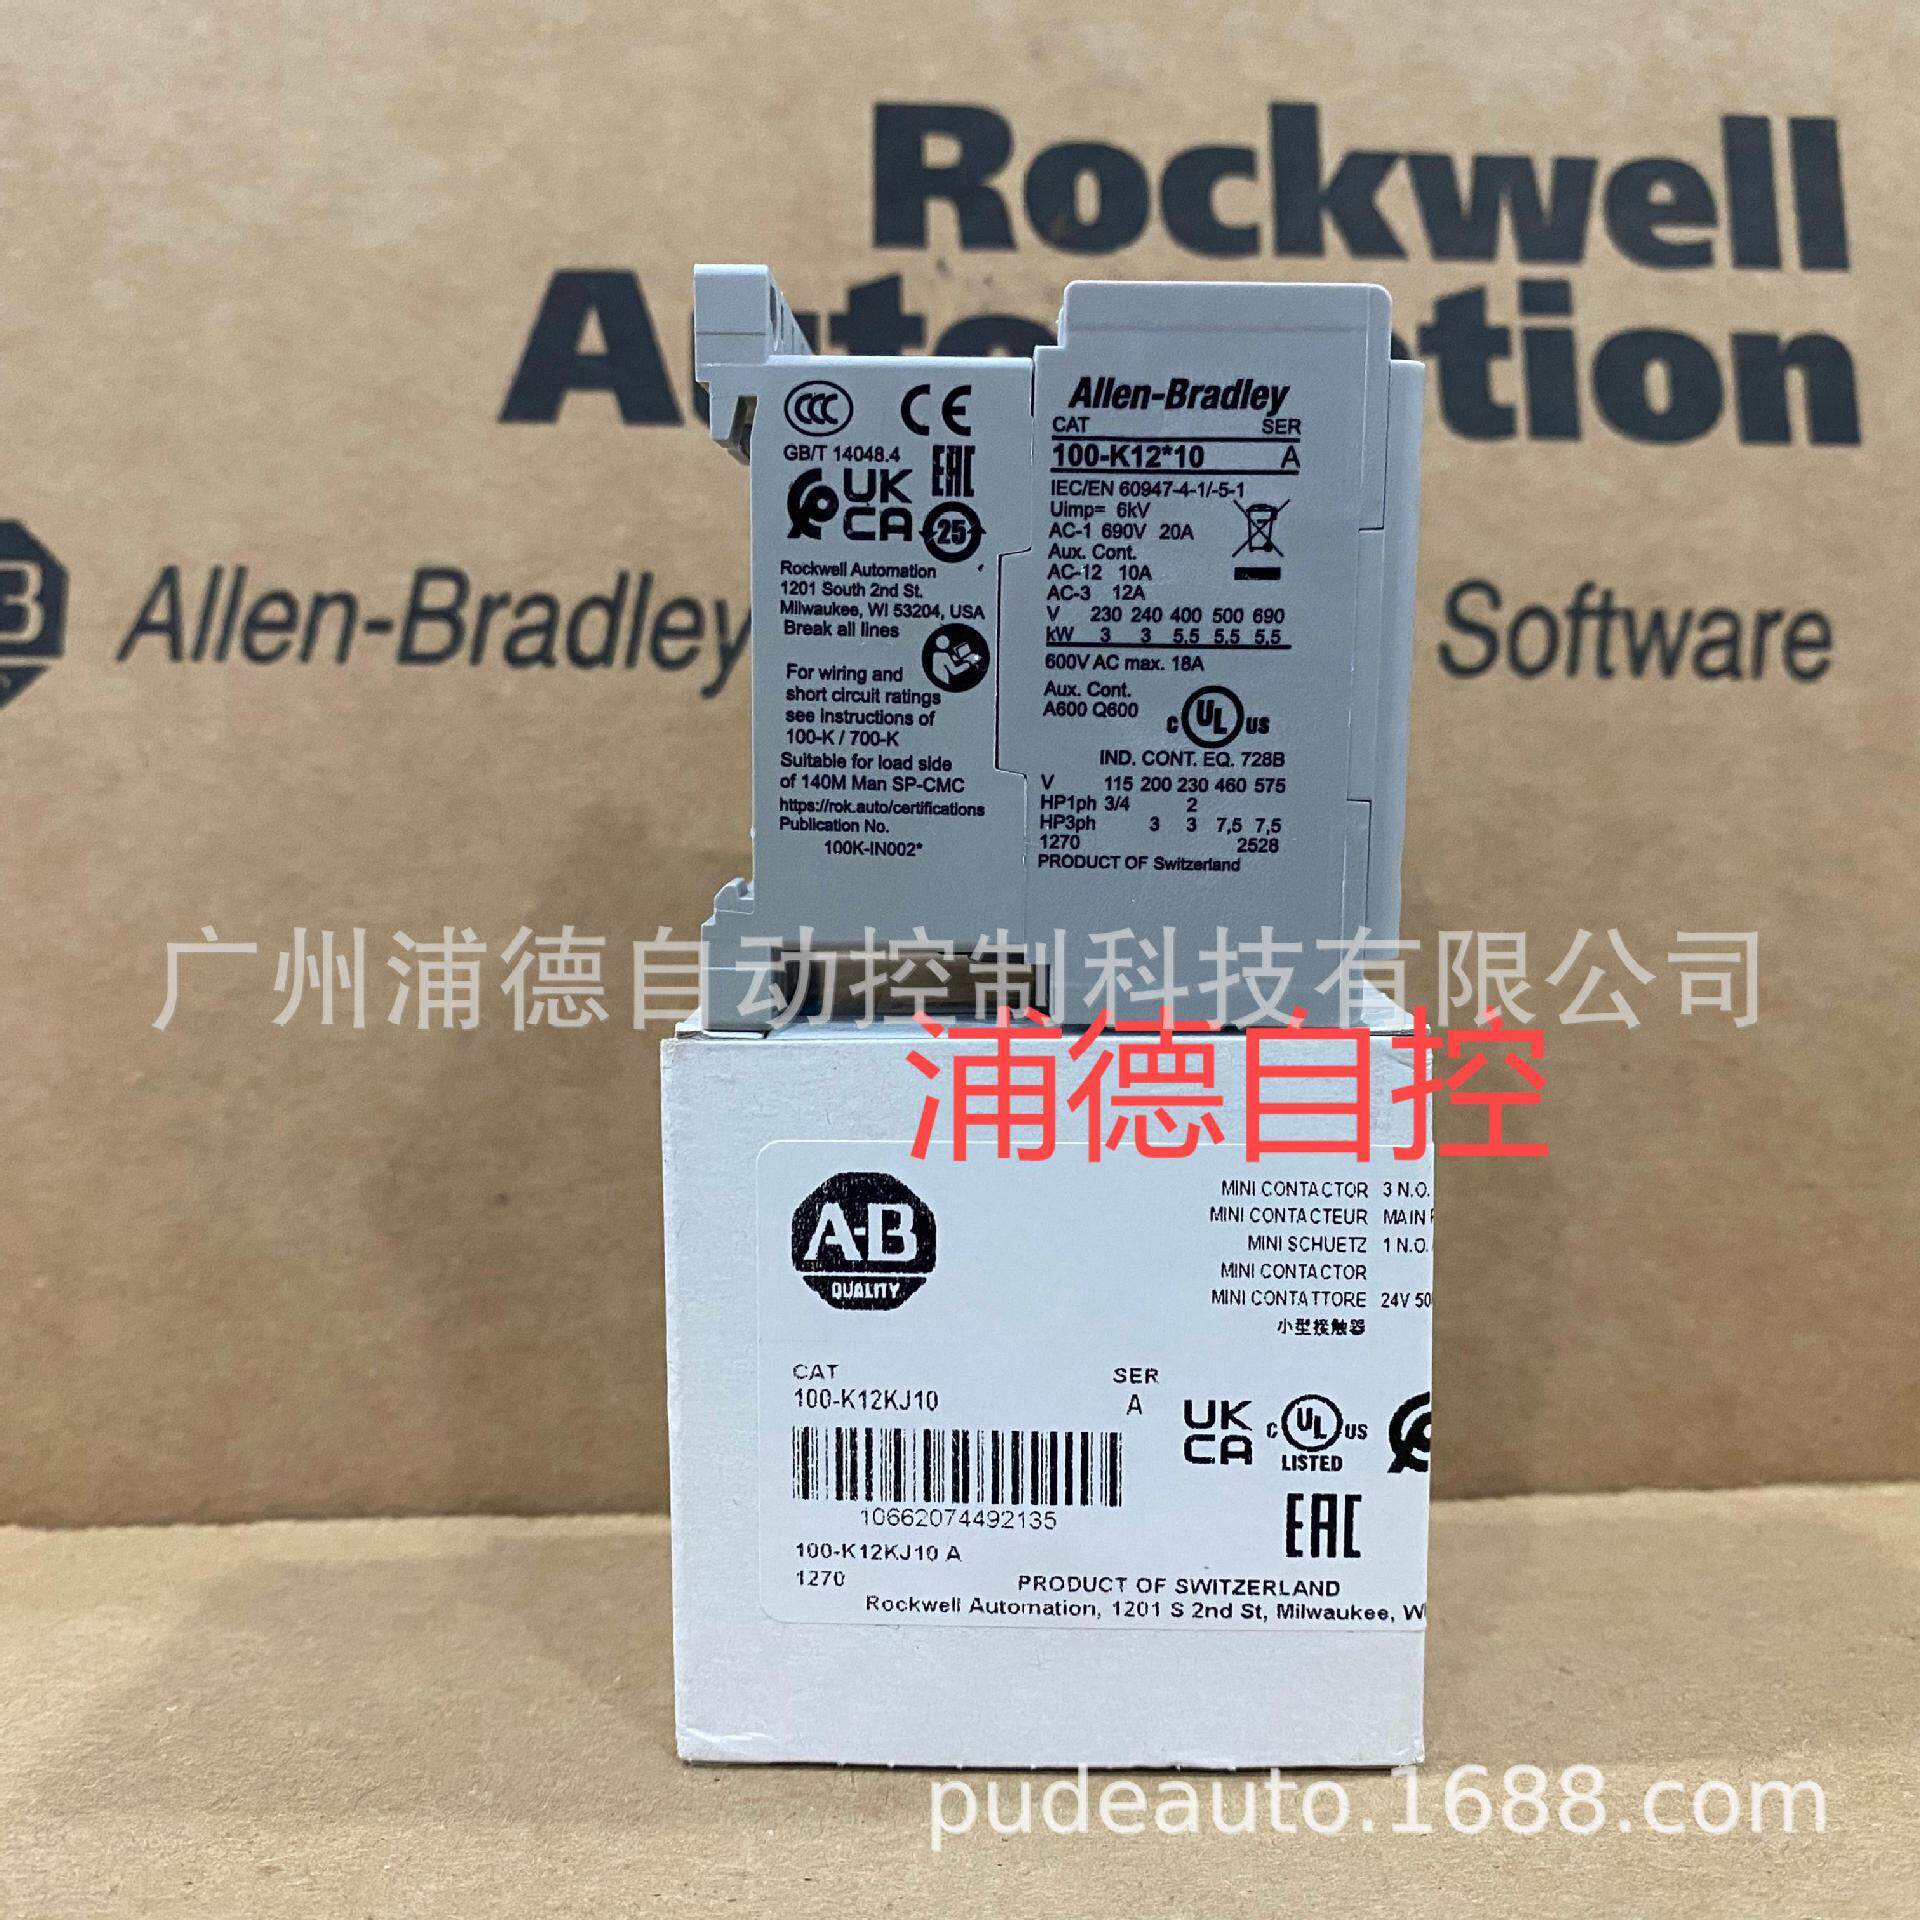 Rockwell
Automation
Allen-Bradley
Software
CCC
CE
GB/T 14048.4
EAC
UK
CA
25
Rockwell Automation
1201 South 2nd St.
Milwaukee, WI 53204, USA
Break all lines
For wiring and
short circuit ratings
see instructions of
100-K / 700-K
Suitable for load side
of 140M Man SP-CMC
https://rok.auto/certifications
Publication No.
100K-IN002*
Allen-Bradley
CAT SER
100-K12*10 A
IEC/EN 60947-4-1/-5-1
Uimp= 6kV
AC-1 690V 20A
Aux. Cont.
AC-12 10A
AC-3 12A
V 230 240 400 500 690
kW 3 3 5,5 5,5 5,5
600V AC max. 18A
Aux. Cont.
A600 Q600
C UL US
IND. CONT. EQ. 728B
V 115 200 230 460 575
HP1ph 3/4 2
HP3ph 3 3 7,5 7,5
1270 2528
PRODUCT OF Switzerland
广州浦德自动控制科技有限公司
浦德自控
A-B
QUALITY
MINI CONTACTOR 3 N.O.
MINI CONTACTEUR MAIN
MINI SCHUETZ 1 N.O.
MINI CONTACTOR
MINI CONTATTORE 24V 50
小型接触器
CAT SER
100-K12KJ10 A
UK
CA
C UL US
LISTED
10662074492135
EAC
100-K12KJ10 A
1270
PRODUCT OF SWITZERLAND
Rockwell Automation, 1201 S 2nd St, Milwaukee, WI
pudeauto.1688.com